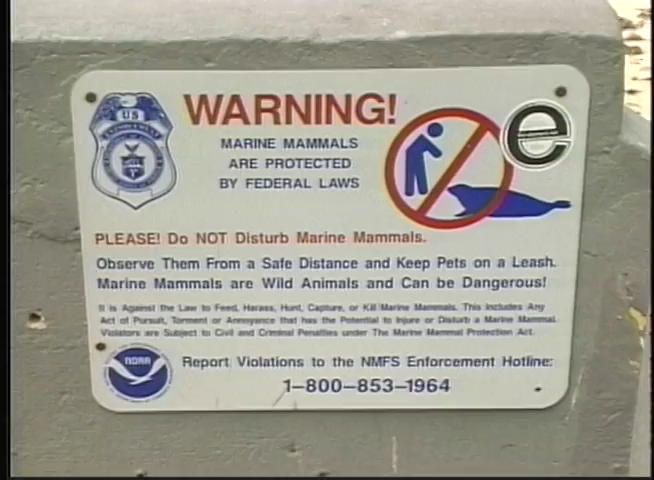 US
ENFORCEMENT
WARNING!
MARINE MAMMALS
ARE PROTECTED
BY FEDERAL LAWS
e
PLEASE! Do NOT Disturb Marine Mammals.
Observe Them From a Safe Distance and Keep Pets on a Leash.
Marine Mammals are Wild Animals and Can be Dangerous!
It is Against the Law to Feed, Harass, Hunt, Capture, or Kill Marine Mammals. This Includes Any
Act of Pursuit, Torment or Annoyance that has the Potential to Injure or Disturb a Marine Mammal.
Violators are Subject to Civil and Criminal Penalties under The Marine Mammal Protection Act.
NOAA
Report Violations to the NMFS Enforcement Hotline:
1-800-853-1964